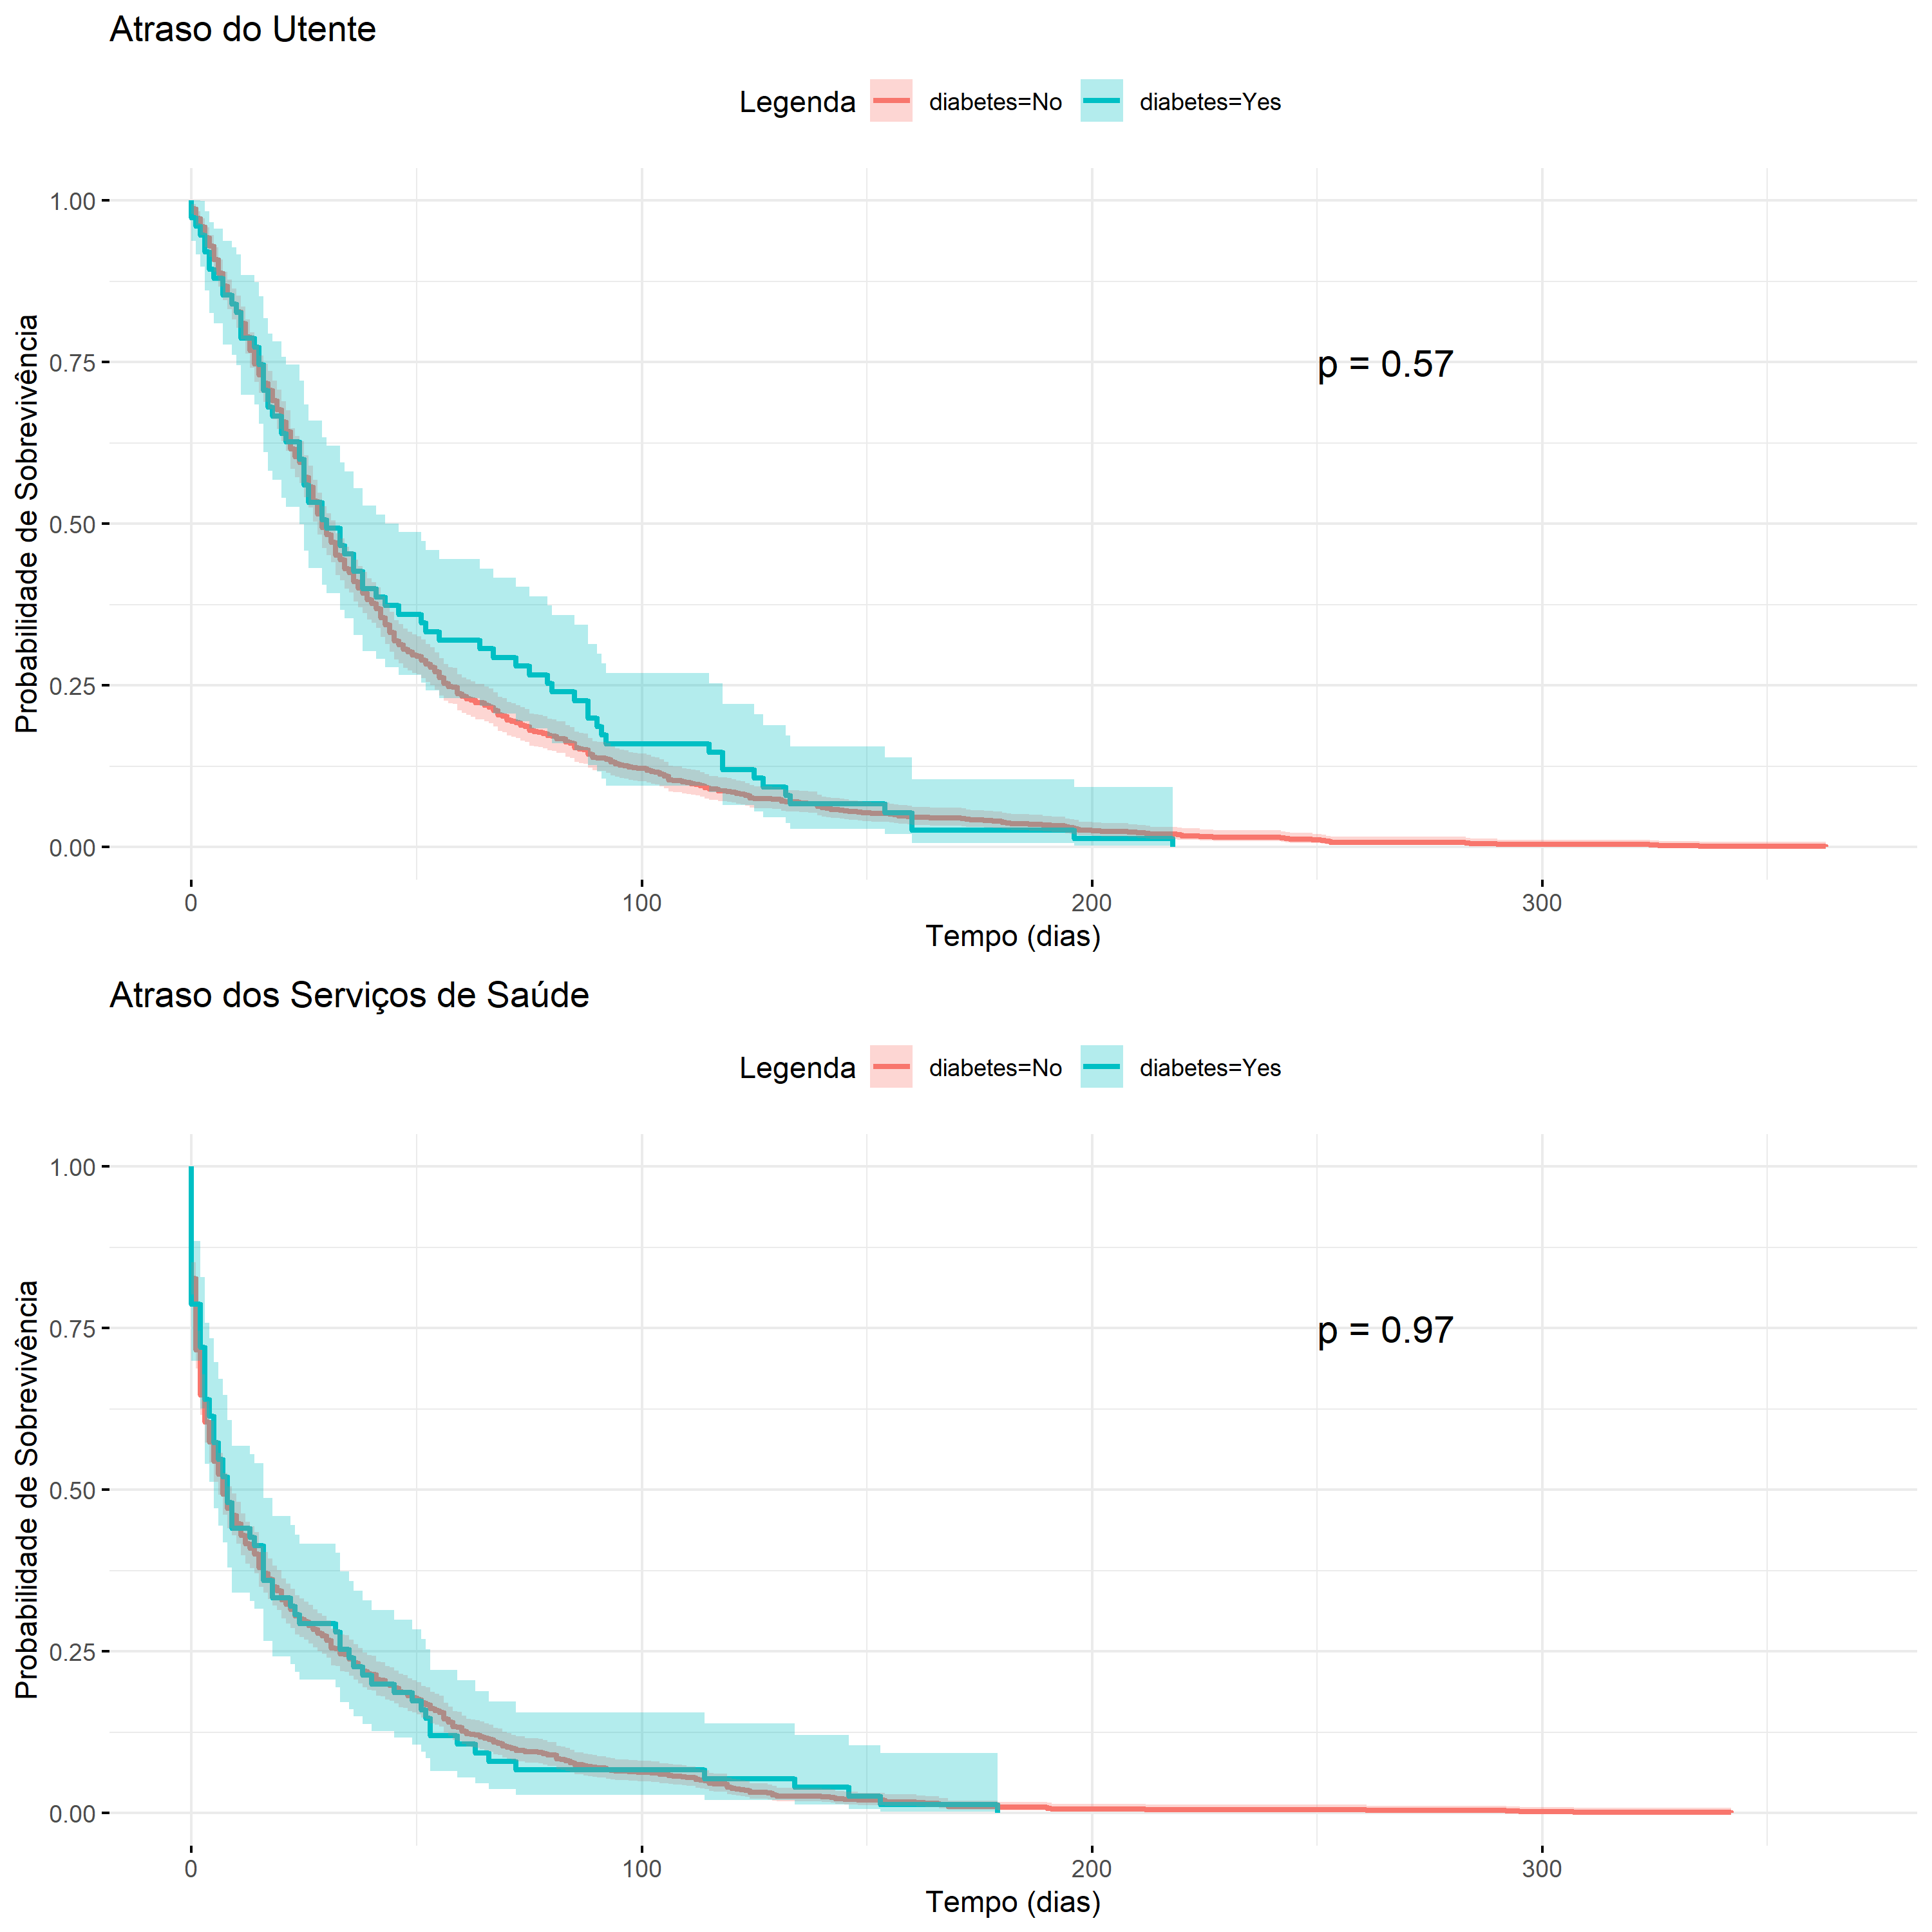 Atraso do Utente
Legenda diabetes=No diabetes=Yes
1.00
0.75
0.50
0.25
0.00
Probabilidade de Sobrevivência
p = 0.57
0 100 200 300
Tempo (dias)
Atraso dos Serviços de Saúde
Legenda diabetes=No diabetes=Yes
1.00
0.75
0.50
0.25
0.00
Probabilidade de Sobrevivência
p = 0.97
0 100 200 300
Tempo (dias)